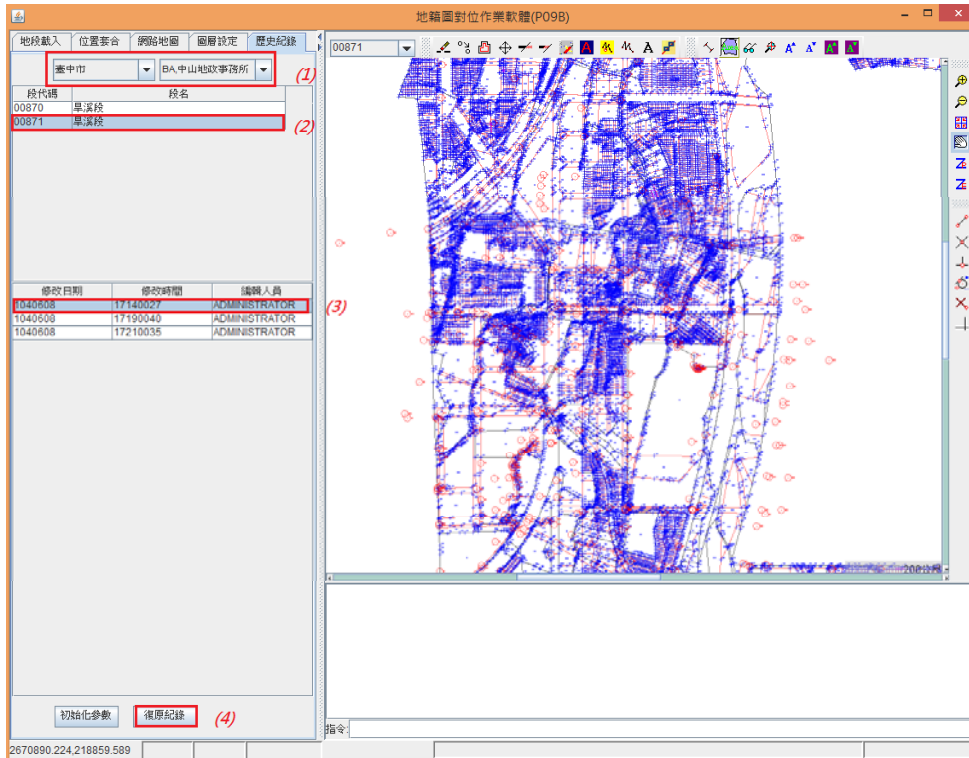 地籍圖對位作業軟體(P09B)
地段載入 位置套合 網路地圖 圖層設定 歷史紀錄
00871
臺中市 BA,中山地政事務所 (1)
段代碼 段名
00870 旱溪段
00871 旱溪段 (2)
修改日期 修改時間 編輯人員
1040608 17140027 ADMINISTRATOR (3)
1040608 17190040 ADMINISTRATOR
1040608 17210035 ADMINISTRATOR
200公尺
初始化參數 復原紀錄 (4)
指令:
2670890.224,218859.589